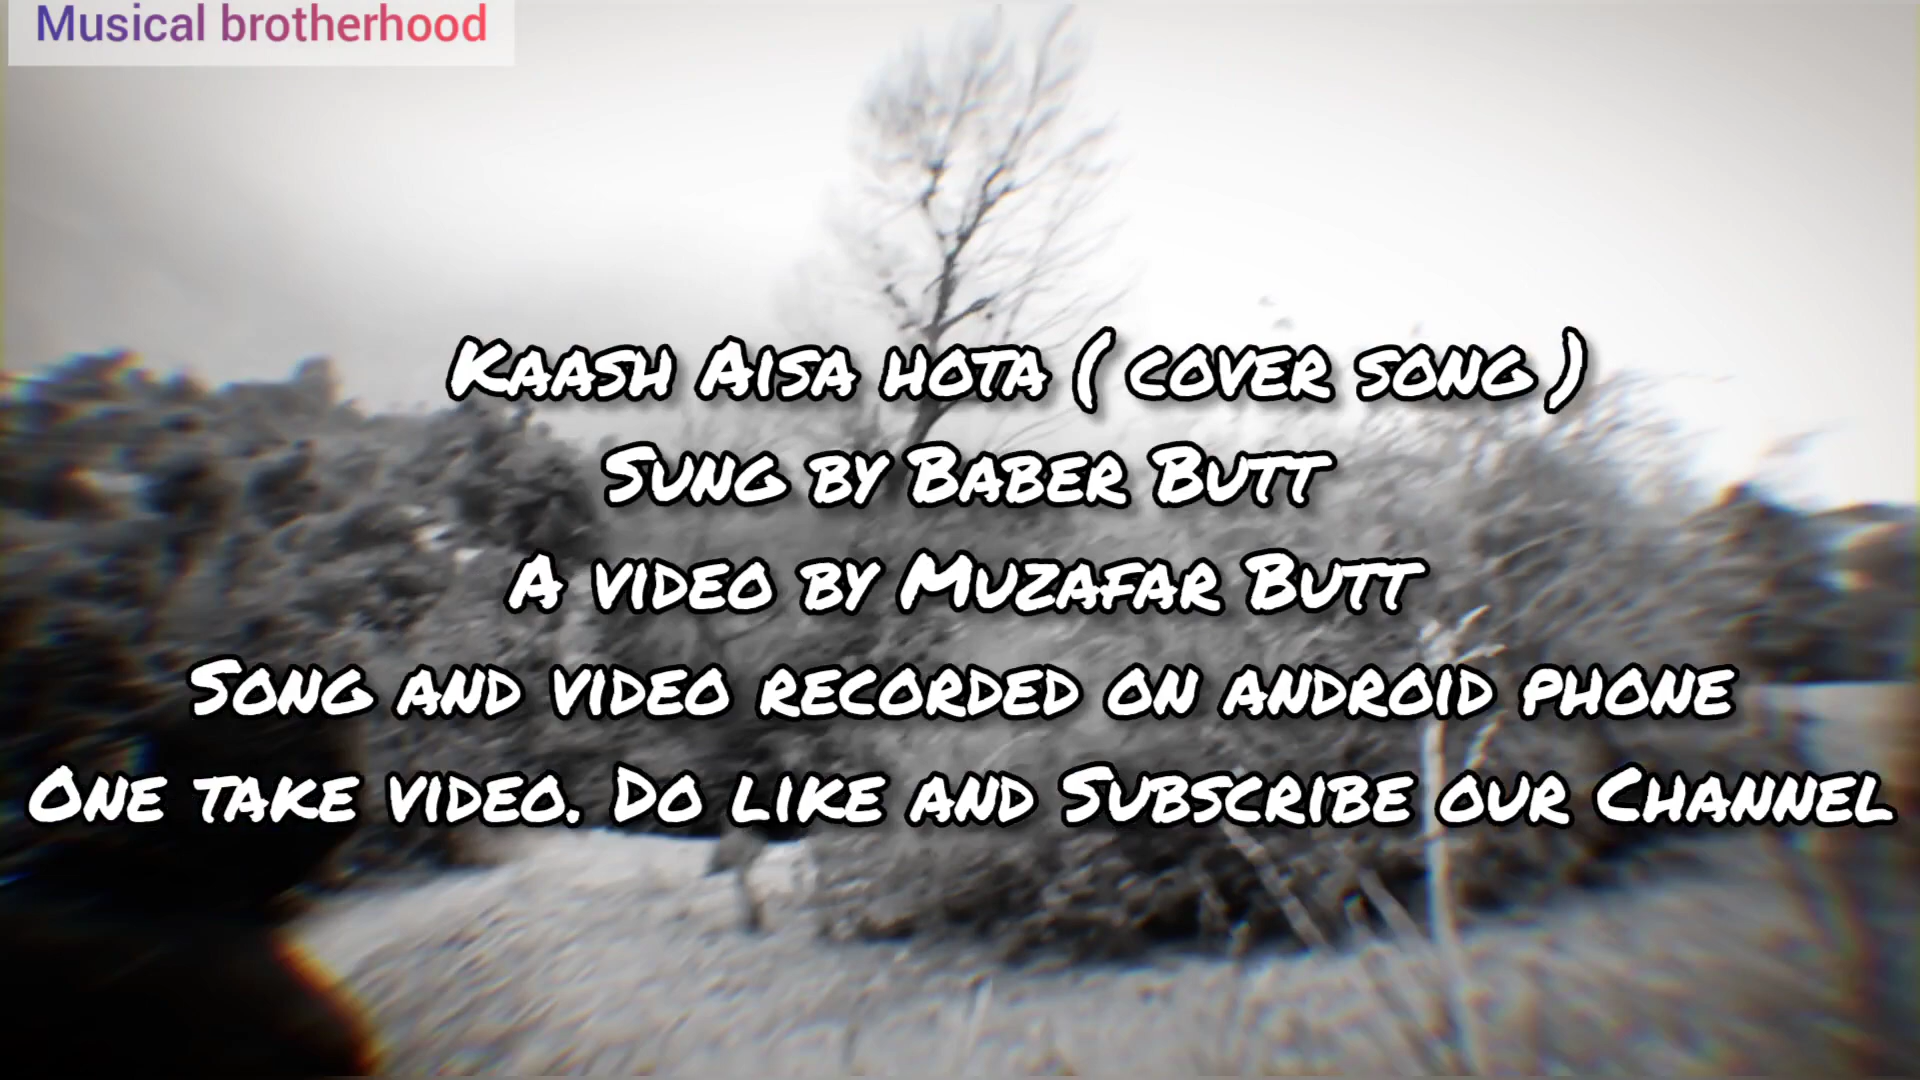 Musical brotherhood
Kaash Aisa hota ( cover song )
Sung by Baber Butt
A video by Muzafar Butt
Song and video recorded on android phone
One take video. Do like and Subscribe our Channel